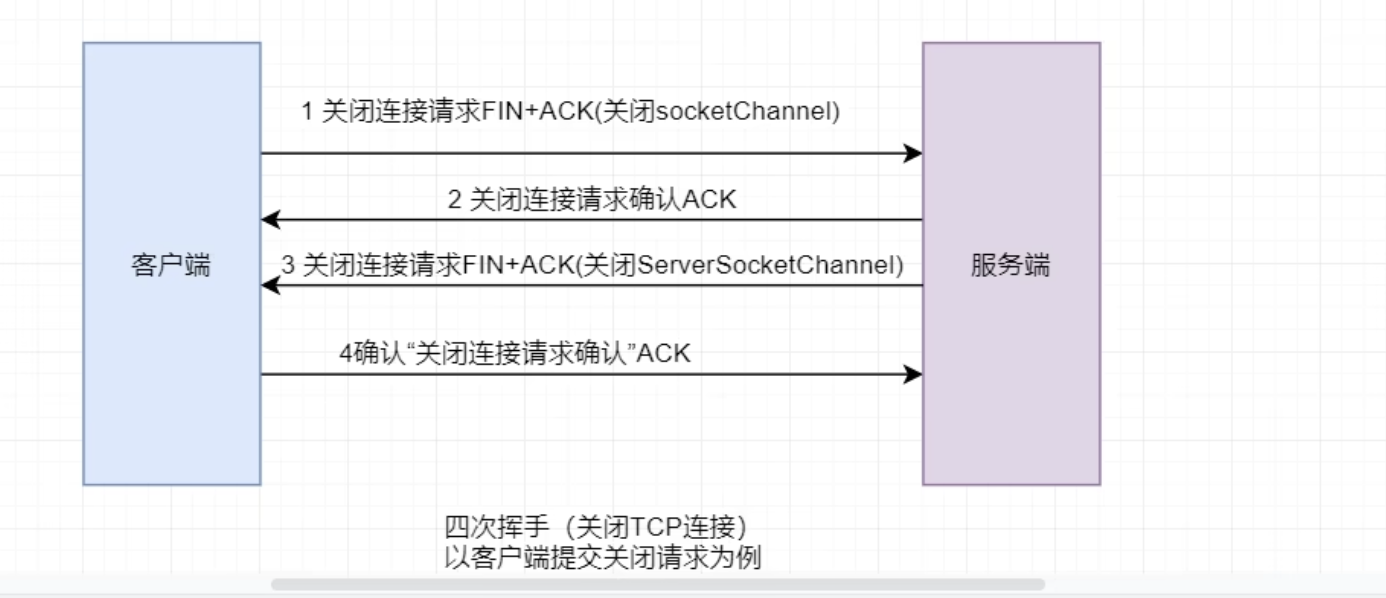 1 关闭连接请求FIN+ACK(关闭socketChannel)
2 关闭连接请求确认ACK
客户端
3 关闭连接请求FIN+ACK(关闭ServerSocketChannel)
服务端
4确认“关闭连接请求确认”ACK
四次挥手（关闭TCP连接）
以客户端提交关闭请求为例